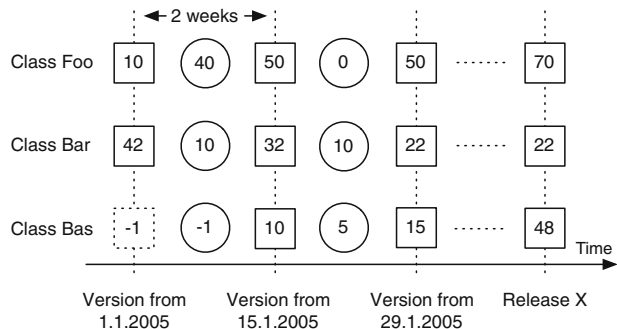 2 weeks
Class Foo 10 40 50 0 50 70
Class Bar 42 10 32 10 22 22
Class Bas -1 -1 10 5 15 48
Time
Version from 1.1.2005
Version from 15.1.2005
Version from 29.1.2005
Release X